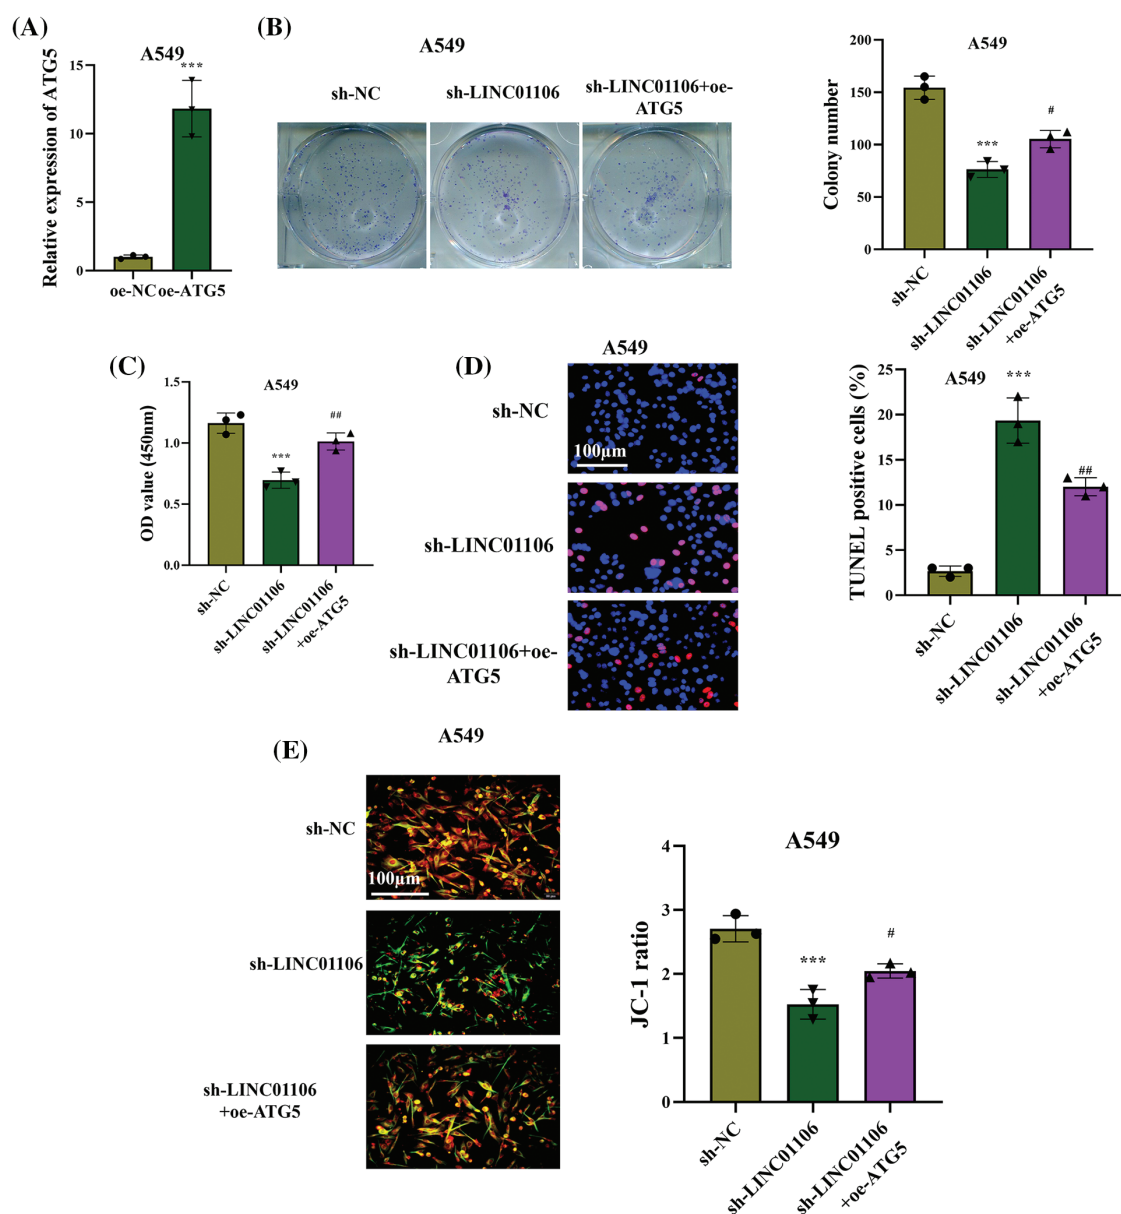 (A)
A549
Relative expression of ATG5
15
10
5
0
***
oe-NC oe-ATG5
(B)
A549
sh-NC
sh-LINC01106
sh-LINC01106+oe-
ATG5
A549
Colony number
200
150
100
50
0
***
#
sh-NC
sh-LINC01106
sh-LINC01106
+oe-ATG5
(C)
A549
OD value (450nm)
1.5
1.0
0.5
0.0
***
##
sh-NC
sh-LINC01106
sh-LINC01106
+oe-ATG5
(D)
A549
sh-NC
100µm
sh-LINC01106
sh-LINC01106+oe-
ATG5
A549
TUNEL positive cells (%)
25
20
15
10
5
0
***
##
sh-NC
sh-LINC01106
sh-LINC01106
+oe-ATG5
(E)
A549
sh-NC
100µm
sh-LINC01106
sh-LINC01106
+oe-ATG5
A549
JC-1 ratio
4
3
2
1
0
***
#
sh-NC
sh-LINC01106
sh-LINC01106
+oe-ATG5